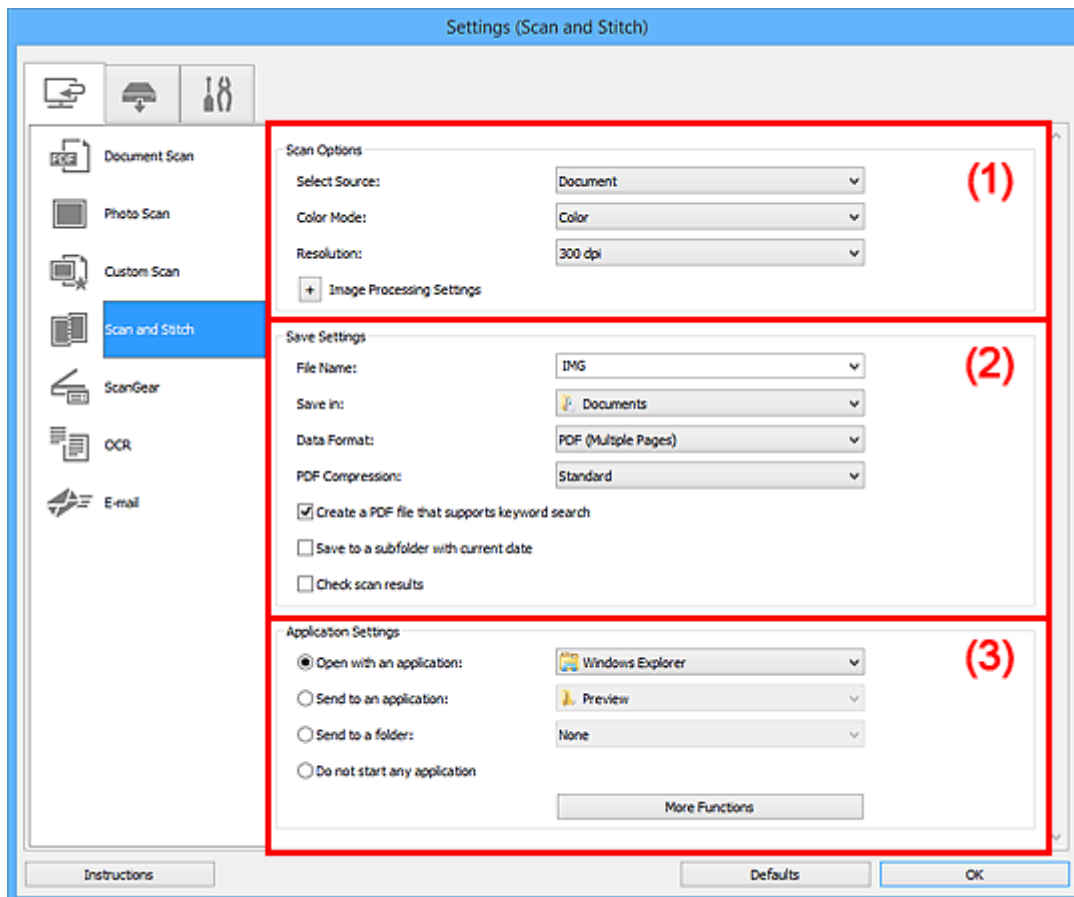 Settings (Scan and Stitch)
PDF
Document Scan
Photo Scan
Custom Scan
Scan and Stitch
ScanGear
OCR
E-mail
Scan Options
(1)
Select Source: Document
Color Mode: Color
Resolution: 300 dpi
+ Image Processing Settings
Save Settings
(2)
File Name: IMG
Save in: Documents
Data Format: PDF (Multiple Pages)
PDF Compression: Standard
Create a PDF file that supports keyword search
Save to a subfolder with current date
Check scan results
Application Settings
(3)
Open with an application: Windows Explorer
Send to an application: Preview
Send to a folder: None
Do not start any application
More Functions
Instructions Defaults OK